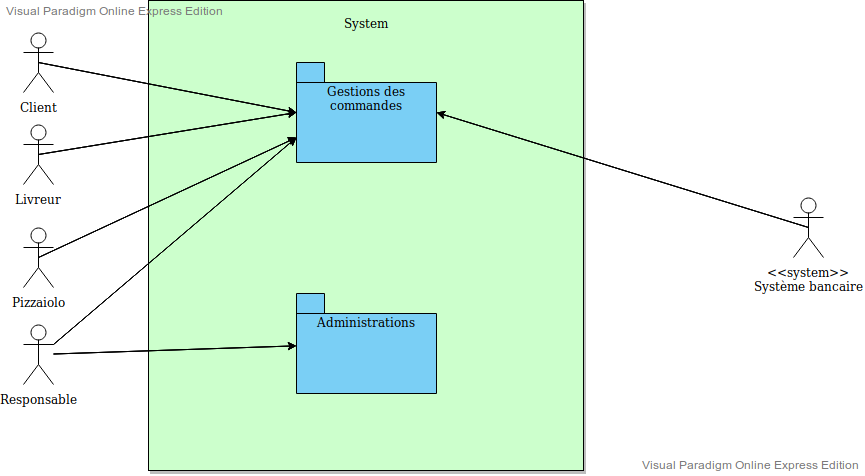 Visual Paradigm Online Express Edition
System
Gestions des
commandes
Client
Livreur
Pizzaiolo
<<system>>
Système bancaire
Administrations
Responsable
Visual Paradigm Online Express Edition